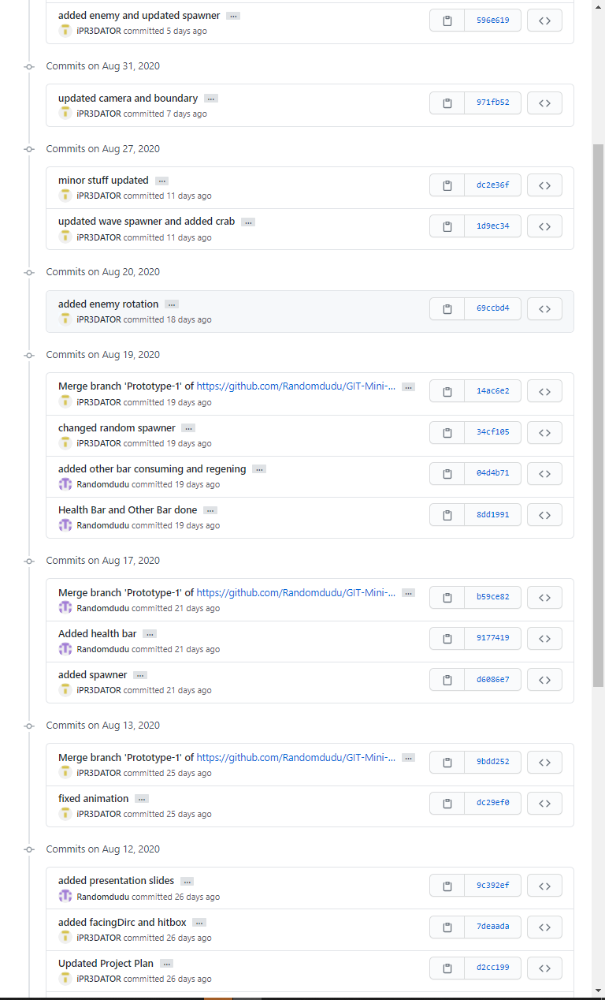 added enemy and updated spawner ...
596e619
iPR3DATOR committed 5 days ago
Commits on Aug 31, 2020
updated camera and boundary ...
971fb52
iPR3DATOR committed 7 days ago
Commits on Aug 27, 2020
minor stuff updated ...
dc2e36f
iPR3DATOR committed 11 days ago
updated wave spawner and added crab ...
1d9ec34
iPR3DATOR committed 11 days ago
Commits on Aug 20, 2020
added enemy rotation ...
69ccbd4
iPR3DATOR committed 18 days ago
Commits on Aug 19, 2020
Merge branch 'Prototype-1' of https://github.com/Randomdudu/GIT-Mini-... ...
14ac6e2
iPR3DATOR committed 19 days ago
changed random spawner ...
34cf105
iPR3DATOR committed 19 days ago
added other bar consuming and regening ...
04d4b71
Randomdudu committed 19 days ago
Health Bar and Other Bar done ...
8dd1991
Randomdudu committed 19 days ago
Commits on Aug 17, 2020
Merge branch 'Prototype-1' of https://github.com/Randomdudu/GIT-Mini-... ...
b59ce82
Randomdudu committed 21 days ago
Added health bar ...
9177419
Randomdudu committed 21 days ago
added spawner ...
d6086e7
iPR3DATOR committed 21 days ago
Commits on Aug 13, 2020
Merge branch 'Prototype-1' of https://github.com/Randomdudu/GIT-Mini-... ...
9bdd252
iPR3DATOR committed 25 days ago
fixed animation ...
dc29ef0
iPR3DATOR committed 25 days ago
Commits on Aug 12, 2020
added presentation slides ...
9c392ef
Randomdudu committed 26 days ago
added facingDirc and hitbox ...
7deaada
iPR3DATOR committed 26 days ago
Updated Project Plan ...
d2cc199
iPR3DATOR committed 26 days ago